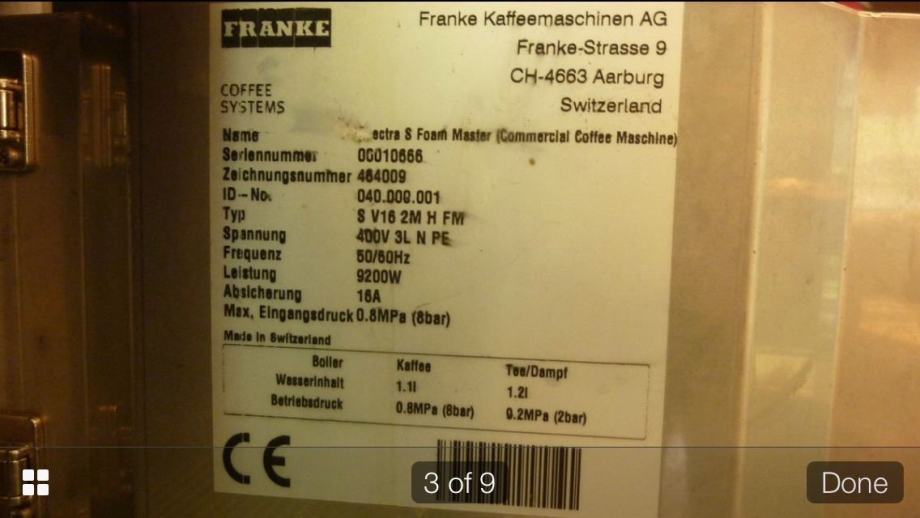 FRANKE
COFFEE
SYSTEMS
Franke Kaffeemaschinen AG
Franke-Strasse 9
CH-4663 Aarburg
Switzerland
Name ectra S Foam Master (Commercial Coffee Maschine)
Seriennummer 00010666
Zeichnungsnummer 464009
ID-No. 040.000.001
Typ S V16 2M H FM
Spannung 400V 3L N PE
Frequenz 50/60Hz
Leistung 9200W
Absicherung 16A
Max. Eingangsdruck 0.8MPa (8bar)
Made in Switzerland
Boiler Kaffee Tee/Dampf
Wasserinhalt 1.1l 1.2l
Betriebsdruck 0.8MPa (8bar) 0.2MPa (2bar)
CE
3 of 9
Done